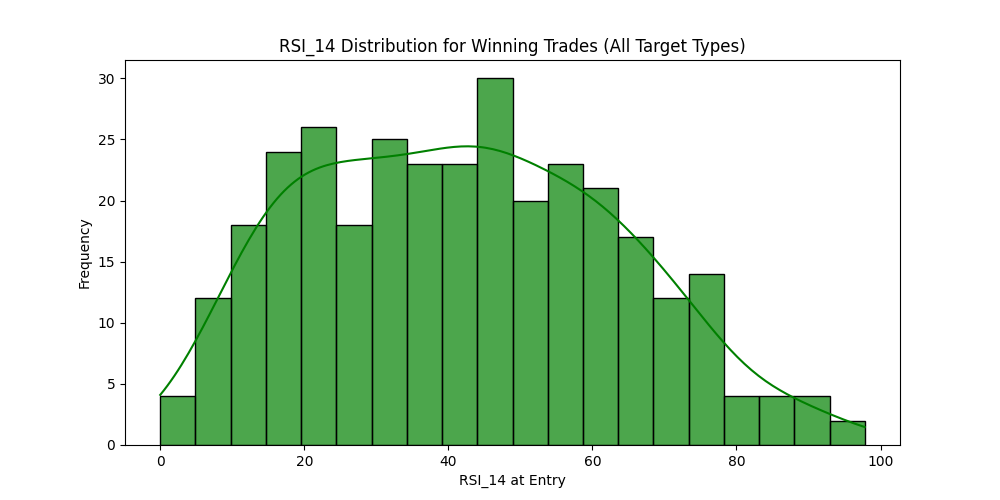 RSI_14 Distribution for Winning Trades (All Target Types)
Frequency
30
25
20
15
10
5
0
0 20 40 60 80 100
RSI_14 at Entry